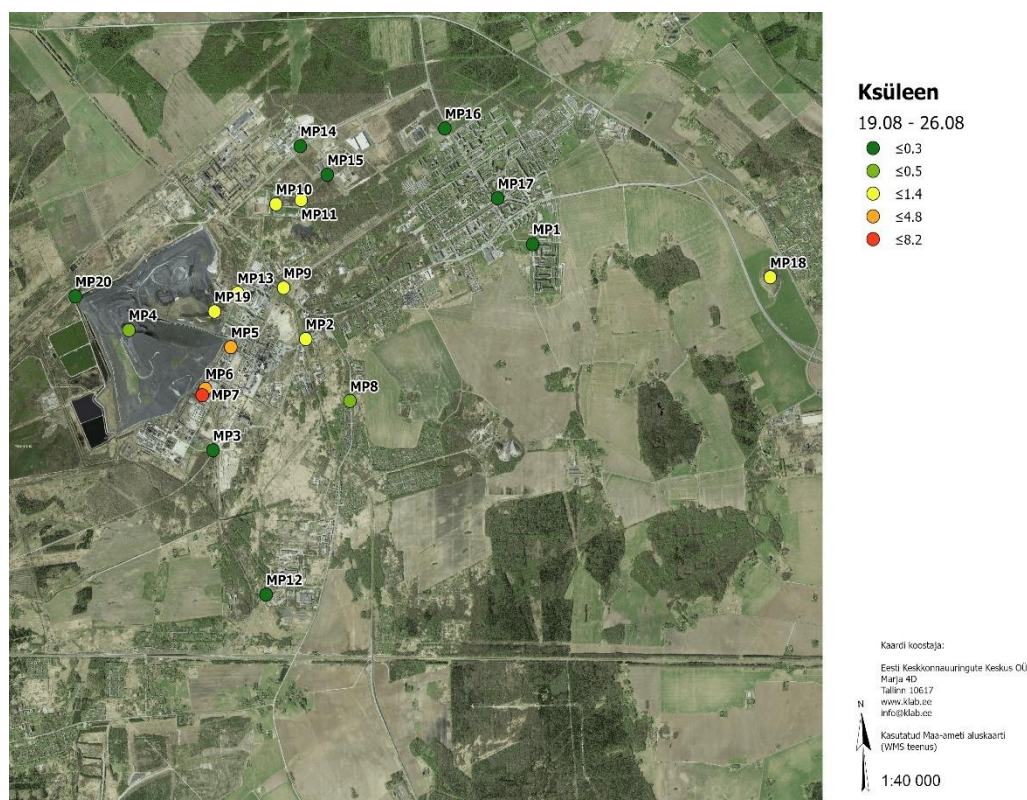 Ksüleen
19.08 - 26.08
≤0.3
≤0.5
≤1.4
≤4.8
≤8.2
MP16
MP14
MP15
MP10
MP11
MP17
MP1
MP18
MP20
MP13
MP9
MP19
MP4
MP2
MP5
MP6
MP7
MP8
MP3
MP12
Kaardi koostaja:
Eesti Keskkonnauuringute Keskus OÜ
Marja 4D
Tallinn 10617
www.klab.ee
info@klab.ee
N
Kasutatud Maa-ameti aluskaarti
(WMS teenus)
1:40 000